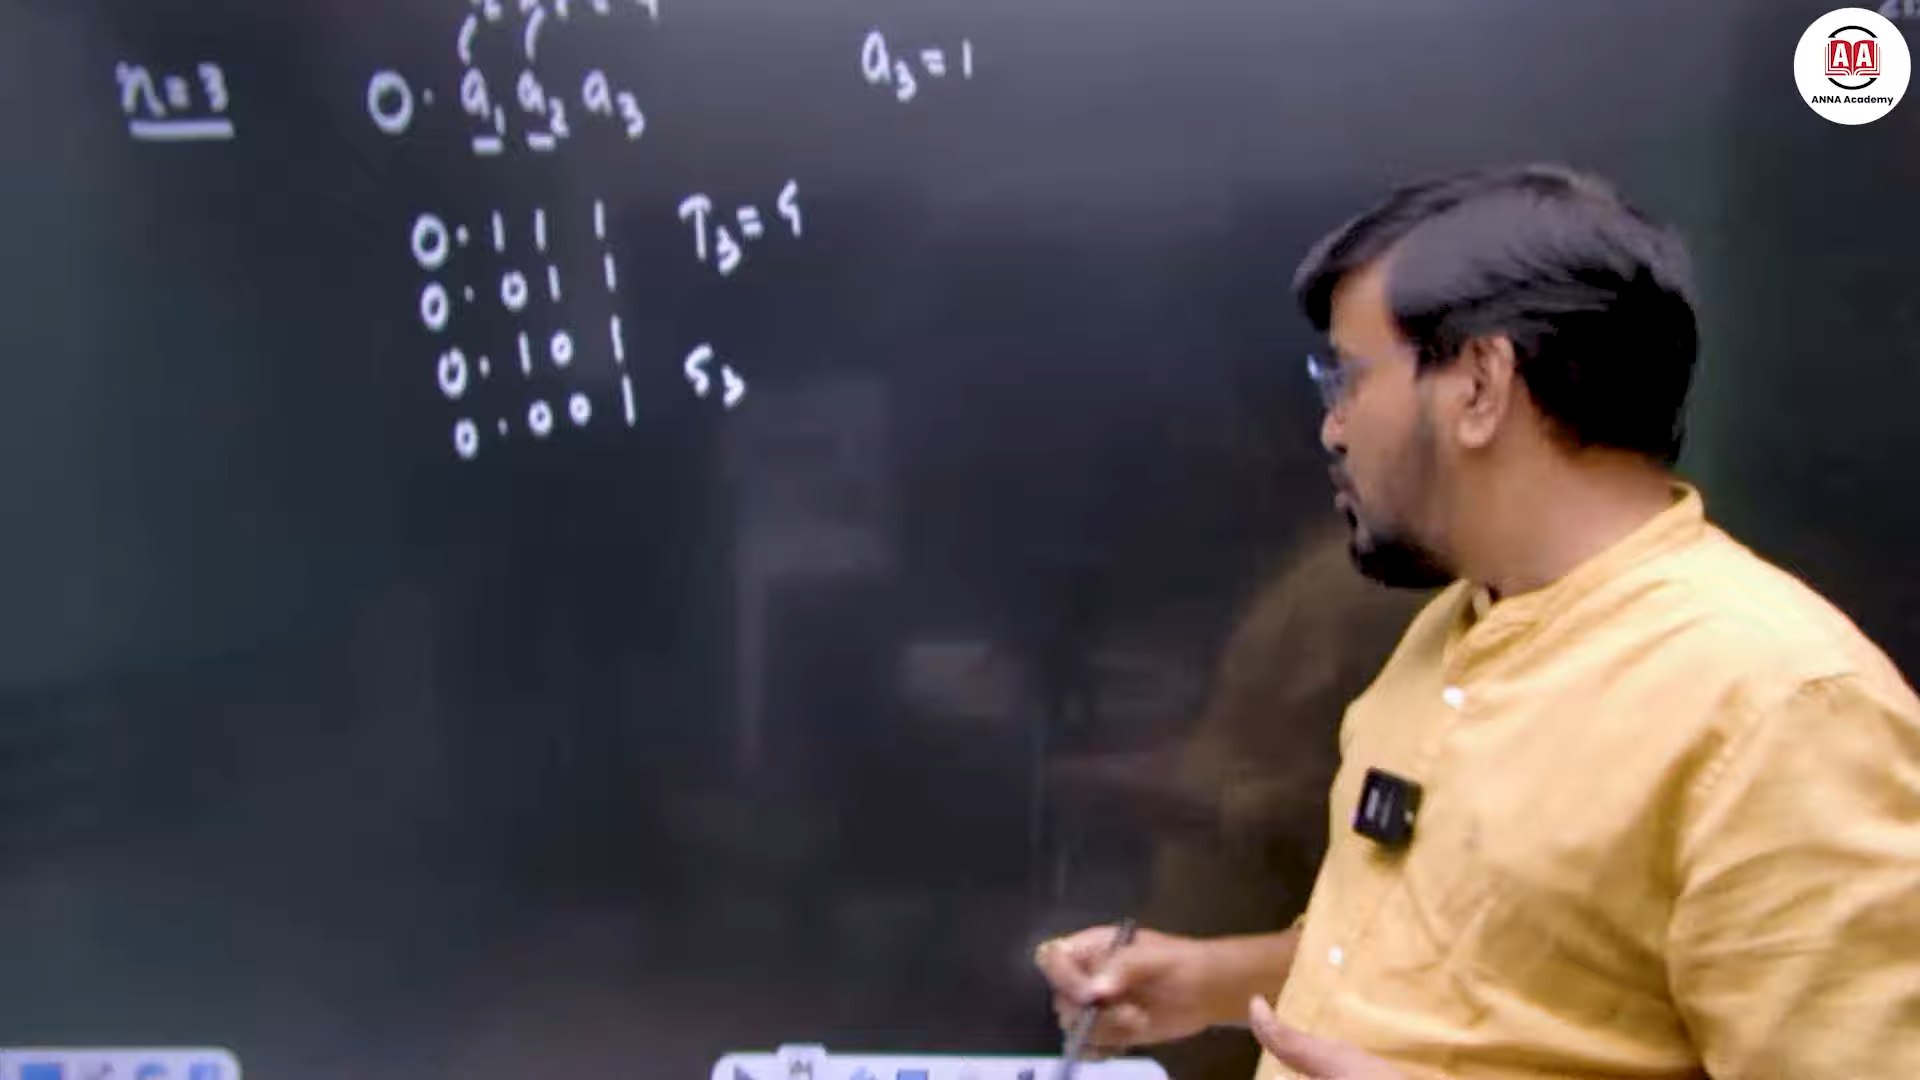 n=3 0.a₁ a₂ a₃ a₃ = 1
0.1 1 1 T₃ = 4
0.0 1 1
0.1 0 1 S₃
0.0 0 1
AA
ANNA Academy